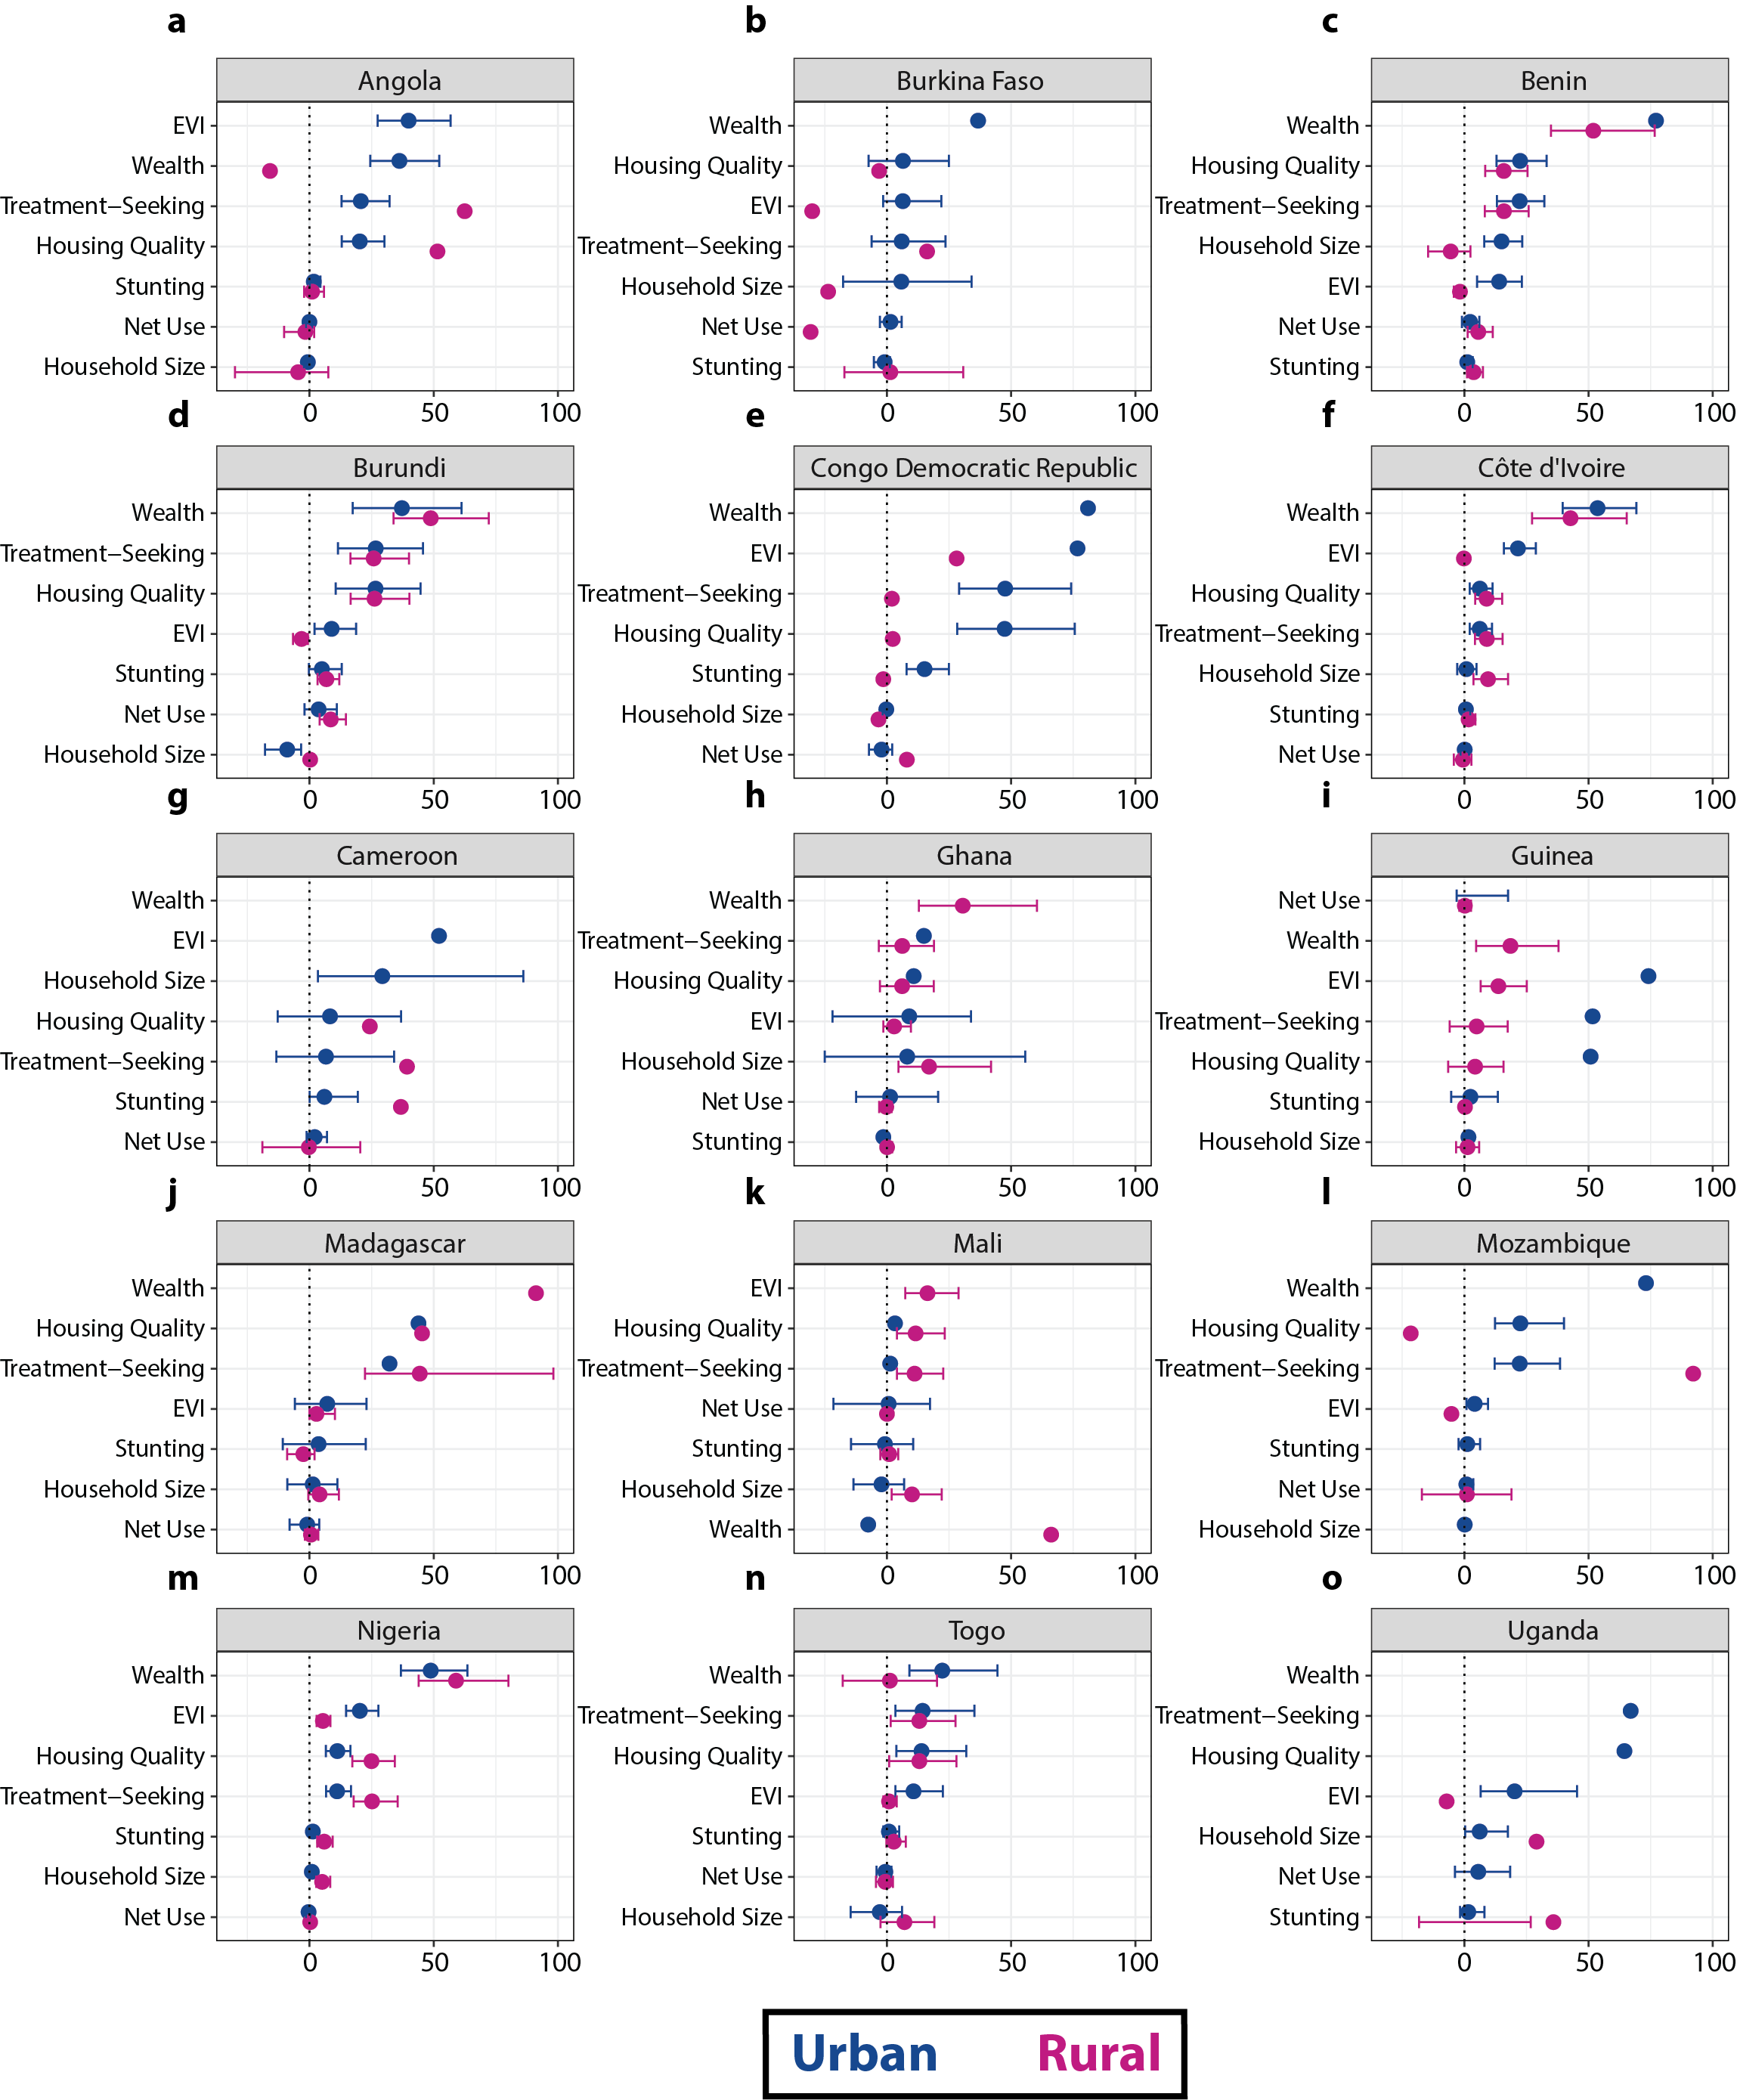 a
b
c
Angola
Burkina Faso
Benin
EVI
Wealth
Treatment−Seeking
Housing Quality
Stunting
Net Use
Household Size
0 50 100
Wealth
Housing Quality
EVI
Treatment−Seeking
Household Size
Net Use
Stunting
0 50 100
Wealth
Housing Quality
Treatment−Seeking
Household Size
EVI
Net Use
Stunting
0 50 100
d
e
f
Burundi
Congo Democratic Republic
Côte d'Ivoire
Wealth
Treatment−Seeking
Housing Quality
EVI
Stunting
Net Use
Household Size
0 50 100
Wealth
EVI
Treatment−Seeking
Housing Quality
Stunting
Household Size
Net Use
0 50 100
Wealth
EVI
Housing Quality
Treatment−Seeking
Household Size
Stunting
Net Use
0 50 100
g
h
i
Cameroon
Ghana
Guinea
Wealth
EVI
Household Size
Housing Quality
Treatment−Seeking
Stunting
Net Use
0 50 100
Wealth
Treatment−Seeking
Housing Quality
EVI
Household Size
Net Use
Stunting
0 50 100
Net Use
Wealth
EVI
Treatment−Seeking
Housing Quality
Stunting
Household Size
0 50 100
j
k
l
Madagascar
Mali
Mozambique
Wealth
Housing Quality
Treatment−Seeking
EVI
Stunting
Household Size
Net Use
0 50 100
EVI
Housing Quality
Treatment−Seeking
Net Use
Stunting
Household Size
Wealth
0 50 100
Wealth
Housing Quality
Treatment−Seeking
EVI
Stunting
Net Use
Household Size
0 50 100
m
n
o
Nigeria
Togo
Uganda
Wealth
EVI
Housing Quality
Treatment−Seeking
Stunting
Household Size
Net Use
0 50 100
Wealth
Treatment−Seeking
Housing Quality
EVI
Stunting
Net Use
Household Size
0 50 100
Wealth
Treatment−Seeking
Housing Quality
EVI
Household Size
Net Use
Stunting
0 50 100
Urban Rural